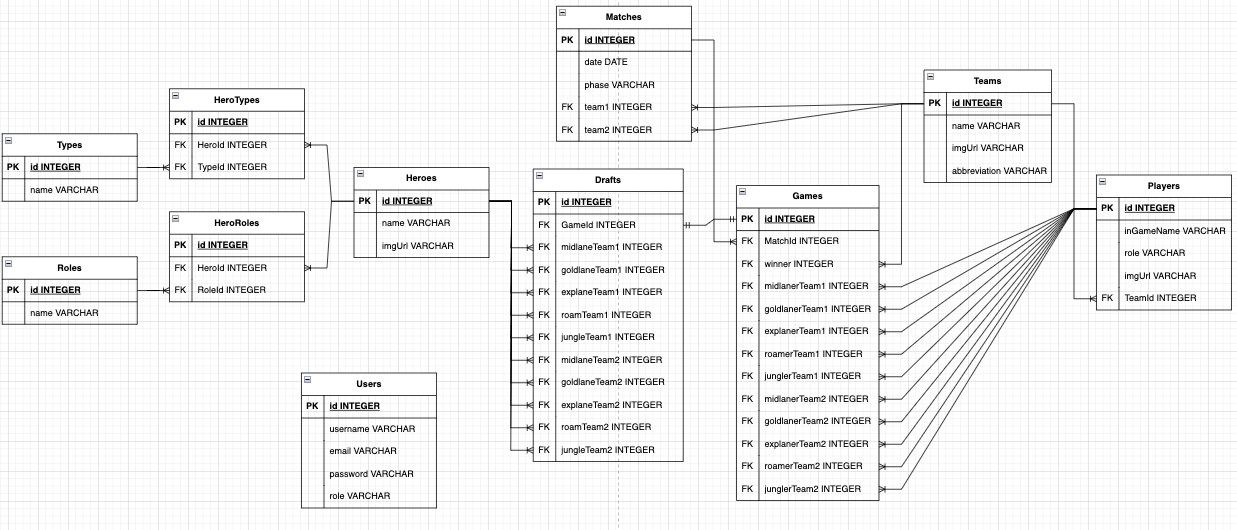 Matches
PK id INTEGER
date DATE
phase VARCHAR
FK team1 INTEGER
FK team2 INTEGER
Teams
PK id INTEGER
name VARCHAR
imgUrl VARCHAR
abbreviation VARCHAR
HeroTypes
PK id INTEGER
FK HeroId INTEGER
FK TypeId INTEGER
Types
PK id INTEGER
name VARCHAR
Heroes
PK id INTEGER
name VARCHAR
imgUrl VARCHAR
Drafts
PK id INTEGER
FK GameId INTEGER
FK midlaneTeam1 INTEGER
FK goldlaneTeam1 INTEGER
FK explaneTeam1 INTEGER
FK roamTeam1 INTEGER
FK jungleTeam1 INTEGER
FK midlaneTeam2 INTEGER
FK goldlaneTeam2 INTEGER
FK explaneTeam2 INTEGER
FK roamTeam2 INTEGER
FK jungleTeam2 INTEGER
Games
PK id INTEGER
FK MatchId INTEGER
FK winner INTEGER
FK midlanerTeam1 INTEGER
FK goldlanerTeam1 INTEGER
FK explanerTeam1 INTEGER
FK roamerTeam1 INTEGER
FK junglerTeam1 INTEGER
FK midlanerTeam2 INTEGER
FK goldlanerTeam2 INTEGER
FK explanerTeam2 INTEGER
FK roamerTeam2 INTEGER
FK junglerTeam2 INTEGER
Players
PK id INTEGER
inGameName VARCHAR
role VARCHAR
imgUrl VARCHAR
FK TeamId INTEGER
HeroRoles
PK id INTEGER
FK HeroId INTEGER
FK RoleId INTEGER
Roles
PK id INTEGER
name VARCHAR
Users
PK id INTEGER
username VARCHAR
email VARCHAR
password VARCHAR
role VARCHAR